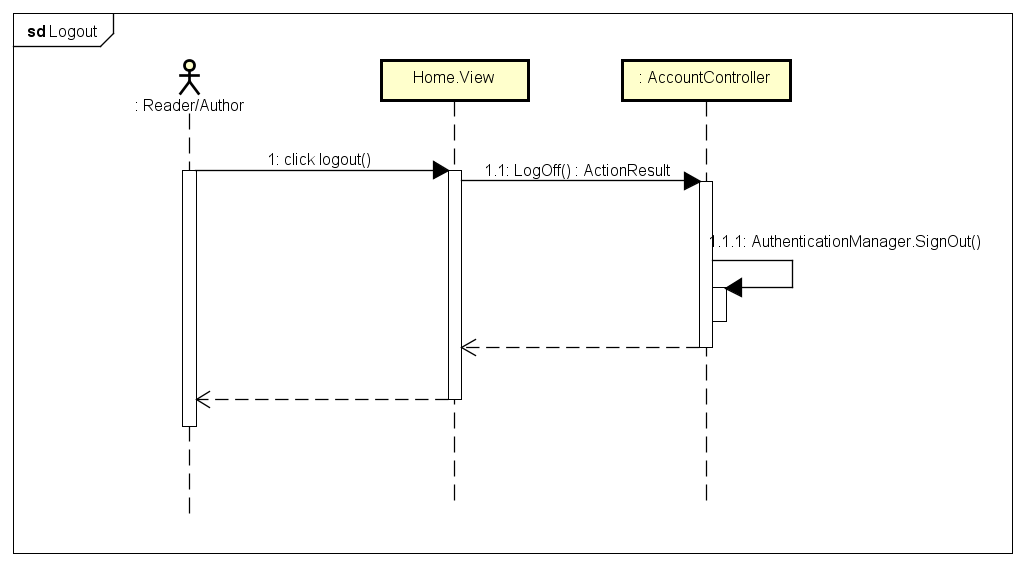 sd Logout
: Reader/Author
Home.View
: AccountController
1: click logout()
1.1: LogOff() : ActionResult
1.1.1: AuthenticationManager.SignOut()